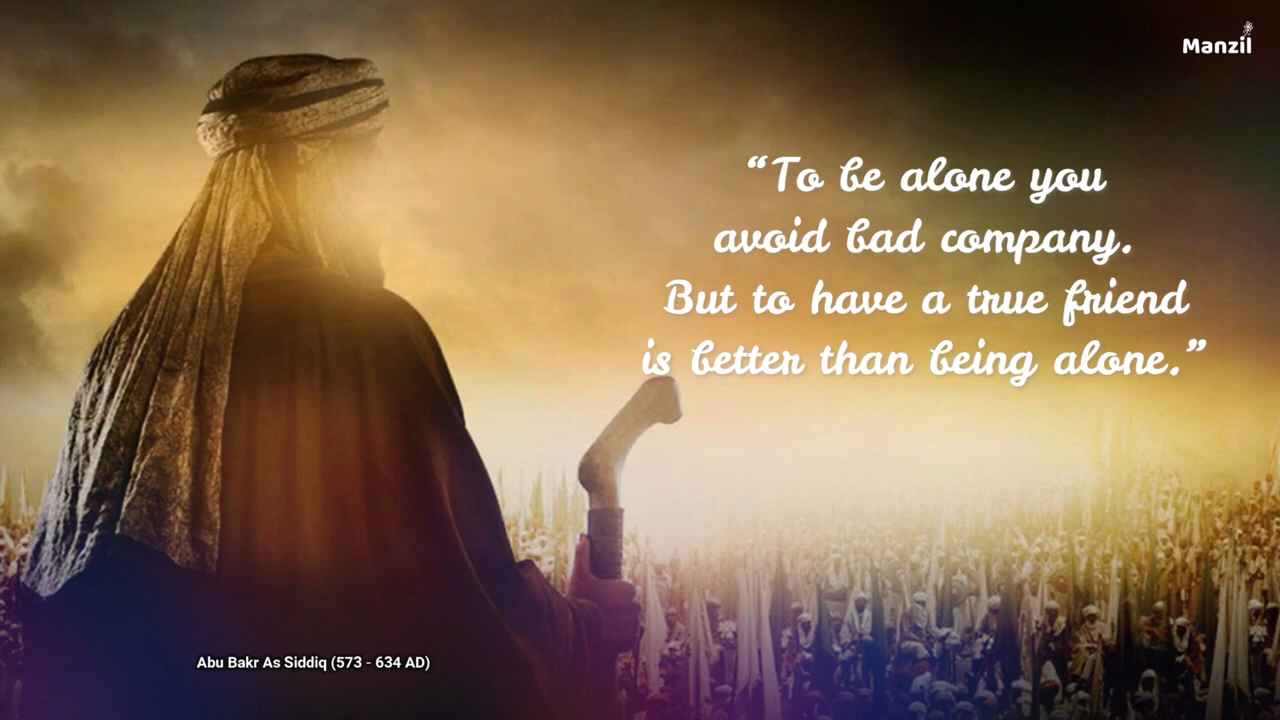 Manzil
“To be alone you
avoid bad company.
But to have a true friend
is better than being alone.”
Abu Bakr As Siddiq (573 - 634 AD)